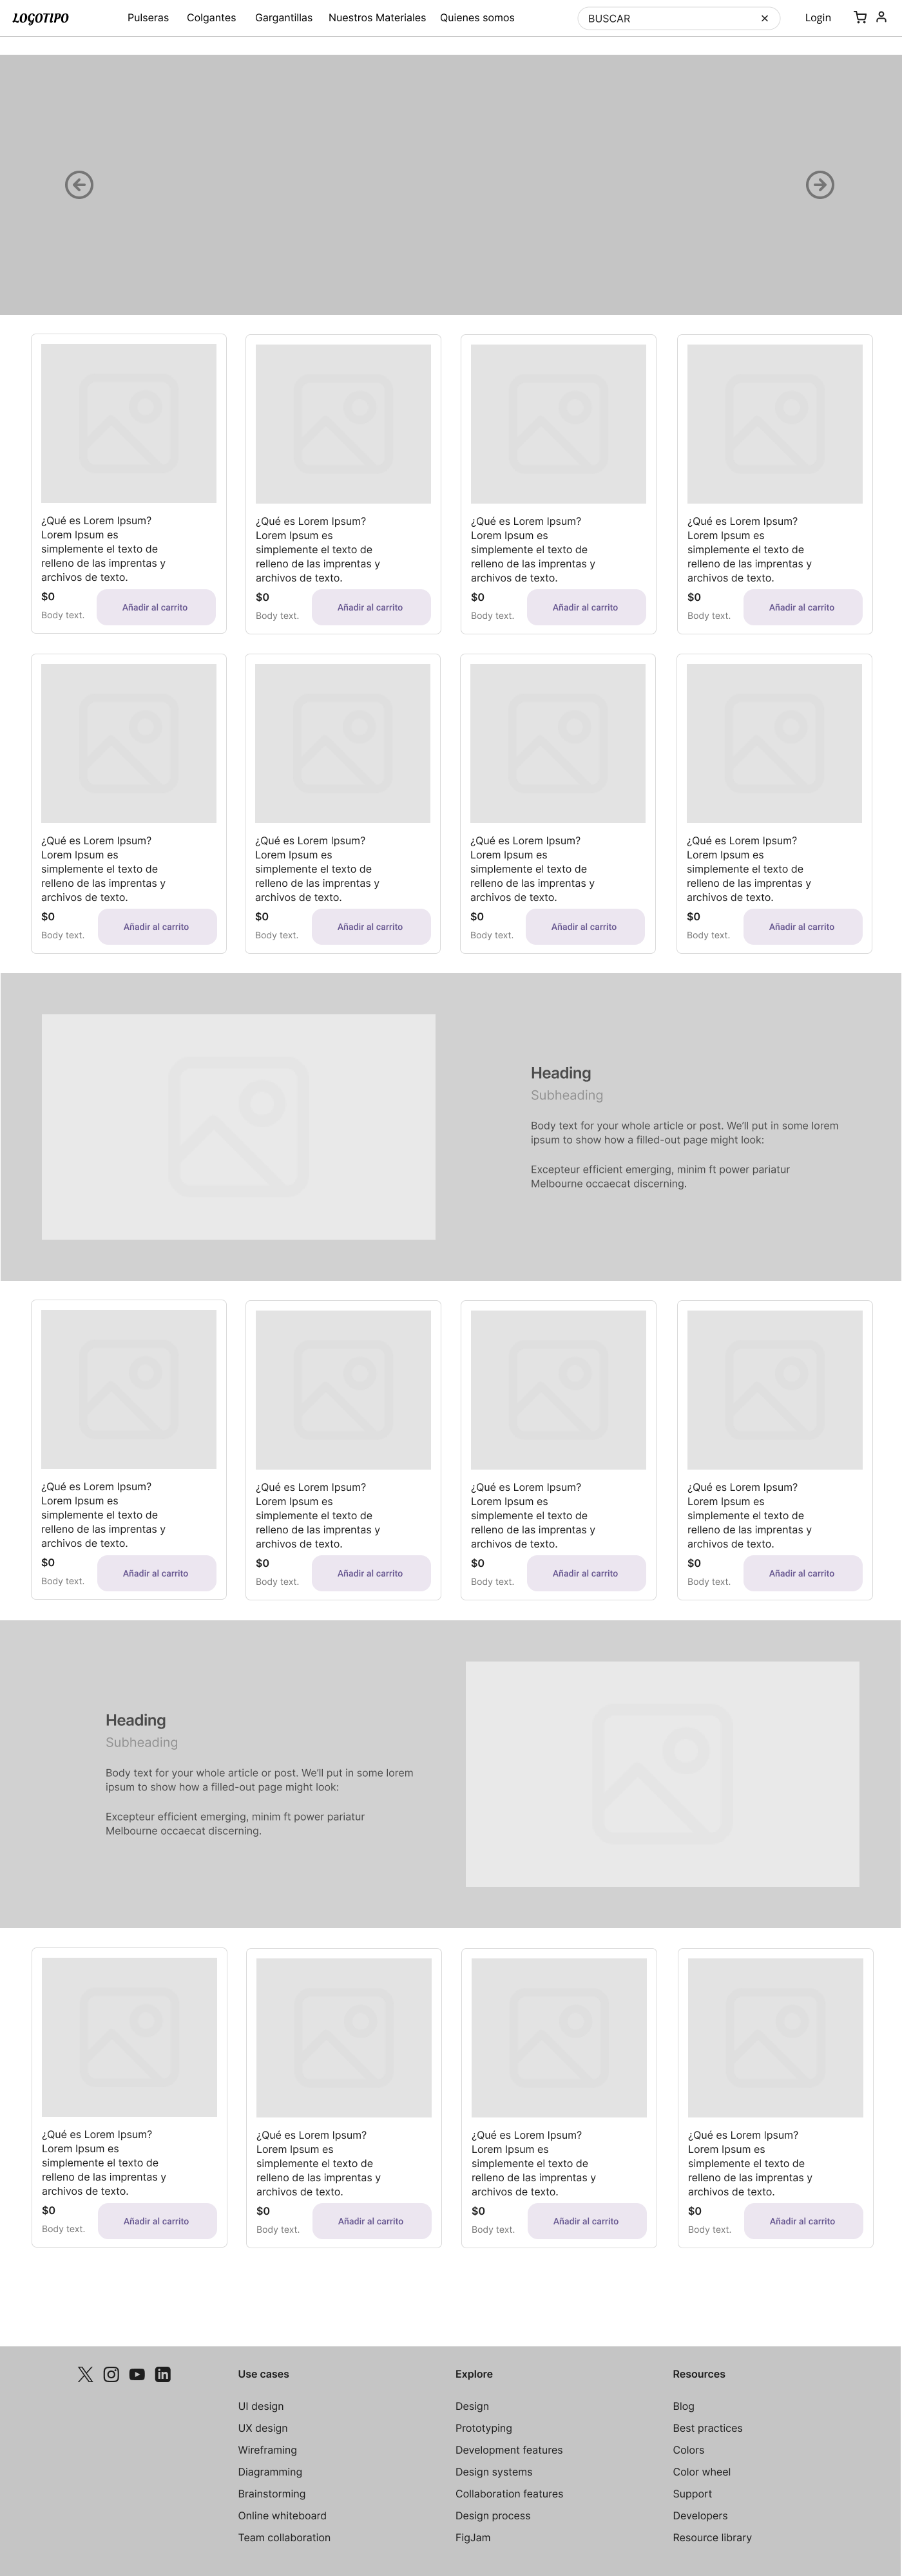 LOGOTIPO
Pulseras
Colgantes
Gargantillas
Nuestros Materiales
Quienes somos
BUSCAR
Login
¿Qué es Lorem Ipsum?
Lorem Ipsum es
simplemente el texto de
relleno de las imprentas y
archivos de texto.
$0
Body text.
Añadir al carrito
¿Qué es Lorem Ipsum?
Lorem Ipsum es
simplemente el texto de
relleno de las imprentas y
archivos de texto.
$0
Body text.
Añadir al carrito
¿Qué es Lorem Ipsum?
Lorem Ipsum es
simplemente el texto de
relleno de las imprentas y
archivos de texto.
$0
Body text.
Añadir al carrito
¿Qué es Lorem Ipsum?
Lorem Ipsum es
simplemente el texto de
relleno de las imprentas y
archivos de texto.
$0
Body text.
Añadir al carrito
¿Qué es Lorem Ipsum?
Lorem Ipsum es
simplemente el texto de
relleno de las imprentas y
archivos de texto.
$0
Body text.
Añadir al carrito
¿Qué es Lorem Ipsum?
Lorem Ipsum es
simplemente el texto de
relleno de las imprentas y
archivos de texto.
$0
Body text.
Añadir al carrito
¿Qué es Lorem Ipsum?
Lorem Ipsum es
simplemente el texto de
relleno de las imprentas y
archivos de texto.
$0
Body text.
Añadir al carrito
¿Qué es Lorem Ipsum?
Lorem Ipsum es
simplemente el texto de
relleno de las imprentas y
archivos de texto.
$0
Body text.
Añadir al carrito
Heading
Subheading
Body text for your whole article or post. We'll put in some lorem
ipsum to show how a filled-out page might look:
Excepteur efficient emerging, minim ft power pariatur
Melbourne occaecat discerning.
¿Qué es Lorem Ipsum?
Lorem Ipsum es
simplemente el texto de
relleno de las imprentas y
archivos de texto.
$0
Body text.
Añadir al carrito
¿Qué es Lorem Ipsum?
Lorem Ipsum es
simplemente el texto de
relleno de las imprentas y
archivos de texto.
$0
Body text.
Añadir al carrito
¿Qué es Lorem Ipsum?
Lorem Ipsum es
simplemente el texto de
relleno de las imprentas y
archivos de texto.
$0
Body text.
Añadir al carrito
¿Qué es Lorem Ipsum?
Lorem Ipsum es
simplemente el texto de
relleno de las imprentas y
archivos de texto.
$0
Body text.
Añadir al carrito
Heading
Subheading
Body text for your whole article or post. We'll put in some lorem
ipsum to show how a filled-out page might look:
Excepteur efficient emerging, minim ft power pariatur
Melbourne occaecat discerning.
¿Qué es Lorem Ipsum?
Lorem Ipsum es
simplemente el texto de
relleno de las imprentas y
archivos de texto.
$0
Body text.
Añadir al carrito
¿Qué es Lorem Ipsum?
Lorem Ipsum es
simplemente el texto de
relleno de las imprentas y
archivos de texto.
$0
Body text.
Añadir al carrito
¿Qué es Lorem Ipsum?
Lorem Ipsum es
simplemente el texto de
relleno de las imprentas y
archivos de texto.
$0
Body text.
Añadir al carrito
¿Qué es Lorem Ipsum?
Lorem Ipsum es
simplemente el texto de
relleno de las imprentas y
archivos de texto.
$0
Body text.
Añadir al carrito
Use cases
UI design
UX design
Wireframing
Diagramming
Brainstorming
Online whiteboard
Team collaboration
Explore
Design
Prototyping
Development features
Design systems
Collaboration features
Design process
FigJam
Resources
Blog
Best practices
Colors
Color wheel
Support
Developers
Resource library